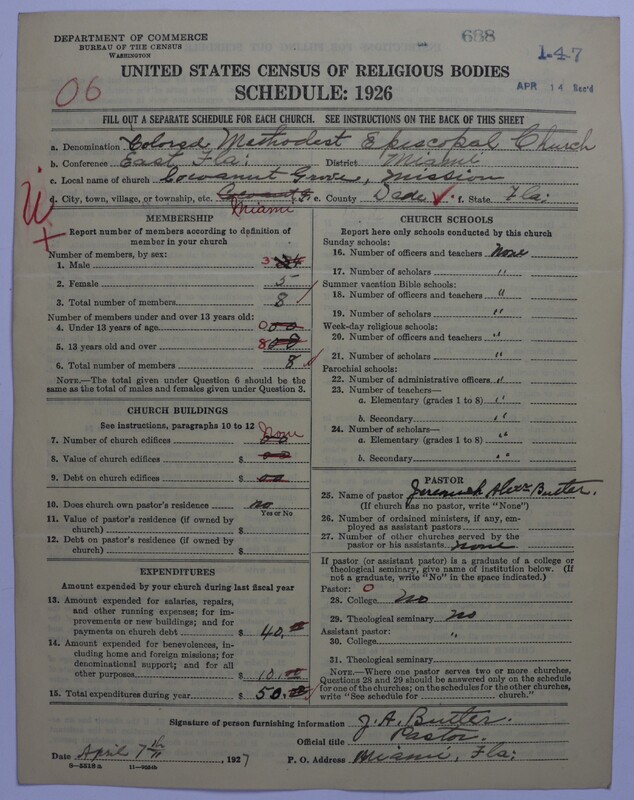 DEPARTMENT OF COMMERCE
BUREAU OF THE CENSUS
WASHINGTON
688
1-47
APR 14 Rec'd
06
UNITED STATES CENSUS OF RELIGIOUS BODIES
SCHEDULE: 1926
FILL OUT A SEPARATE SCHEDULE FOR EACH CHURCH. SEE INSTRUCTIONS ON THE BACK OF THIS SHEET
a. Denomination Colored Methodest Episcopal Church
b. Conference East Fla: District Miami
c. Local name of church Cocoanut Grove, Mission
d. City, town, village, or township, etc. Miami e. County Dade f. State Fla:
MEMBERSHIP
Report number of members according to definition of
member in your church
Number of members, by sex:
1. Male 3
2. Female 5
3. Total number of members 8
Number of members under and over 13 years old:
4. Under 13 years of age 0
5. 13 years old and over 8
6. Total number of members 8
NOTE.—The total given under Question 6 should be
the same as the total of males and females given under Question 3.
CHURCH BUILDINGS
See instructions, paragraphs 10 to 12
7. Number of church edifices None
8. Value of church edifices $ 00
9. Debt on church edifices $ 00
10. Does church own pastor's residence? no
Yes or No
11. Value of pastor's residence (if owned by
church) $
12. Debt on pastor's residence (if owned by
church) $
EXPENDITURES
Amount expended by your church during last fiscal year
13. Amount expended for salaries, repairs,
and other running expenses; for im-
provements or new buildings; and for
payments on church debt $ 40.00
14. Amount expended for benevolences,
including home and foreign missions; for
denominational support; and for all
other purposes 10.00
15. Total expenditures during year $ 50.00
CHURCH SCHOOLS
Report here only schools conducted by this church
Sunday schools:
16. Number of officers and teachers None
17. Number of scholars "
Summer vacation Bible schools:
18. Number of officers and teachers "
19. Number of scholars "
Week-day religious schools:
20. Number of officers and teachers "
21. Number of scholars "
Parochial schools:
22. Number of administrative officers "
23. Number of teachers—
a. Elementary (grades 1 to 8) "
b. Secondary "
24. Number of scholars—
a. Elementary (grades 1 to 8) "
b. Secondary "
PASTOR
25. Name of pastor Jeremiah Alexr Butler.
(If church has no pastor, write "None")
26. Number of ordained ministers, if any, em-
ployed as assistant pastors
27. Number of other churches served by the
pastor or his assistants none
If pastor (or assistant pastor) is a graduate of a college or
theological seminary, give name of institution below. (If
not a graduate, write "No" in the space indicated.)
Pastor: 0
28. College No
29. Theological seminary no
Assistant pastor:
30. College "
31. Theological seminary
NOTE.—Where one pastor serves two or more churches,
Questions 28 and 29 should be answered only on the schedule
for one of the churches; on the schedules for the other churches,
write "See schedule for church."
Signature of person furnishing information J. A. Butler.
Official title Pastor.
Date April 7th, 1927 P. O. Address Miami, Fla: